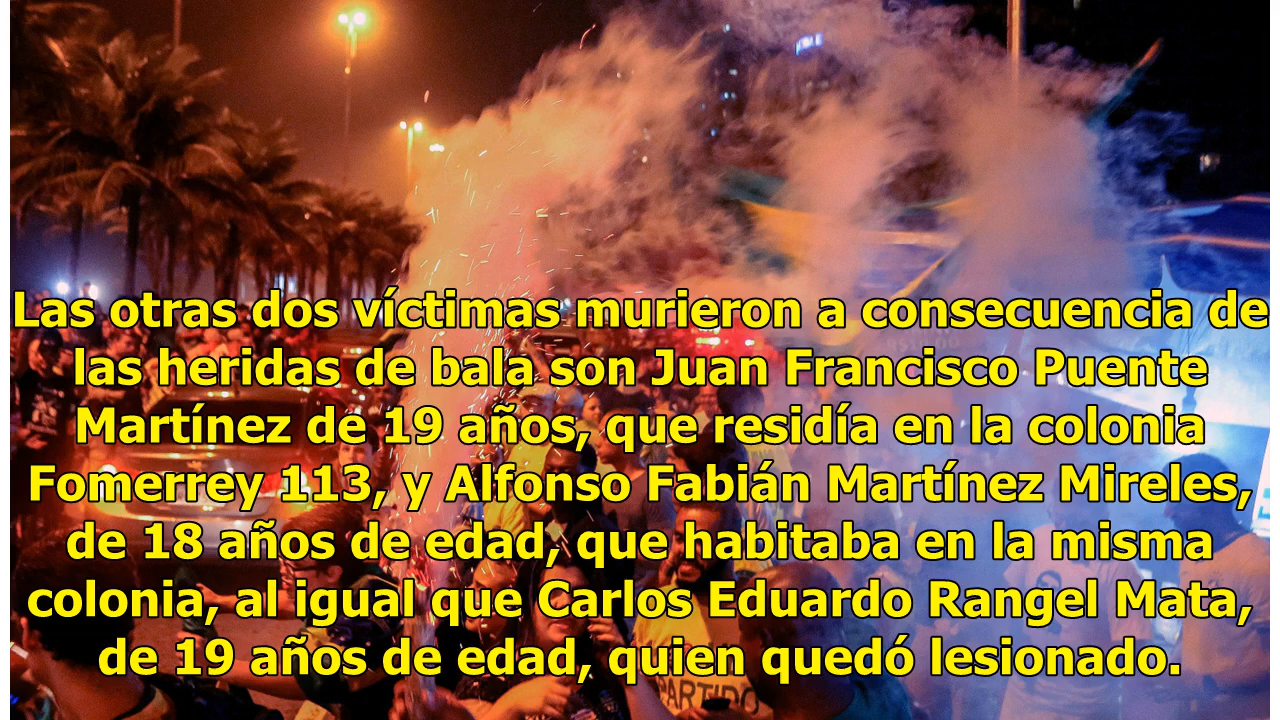 Las otras dos víctimas murieron a consecuencia de
las heridas de bala son Juan Francisco Puente
Martínez de 19 años, que residía en la colonia
Fomerrey 113, y Alfonso Fabián Martínez Mireles,
de 18 años de edad, que habitaba en la misma
colonia, al igual que Carlos Eduardo Rangel Mata,
de 19 años de edad, quien quedó lesionado.
PARTIDO